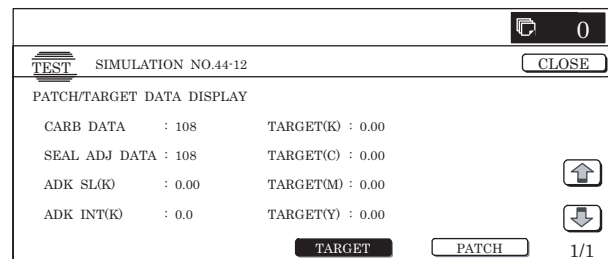 0
TEST SIMULATION NO.44-12 CLOSE
PATCH/TARGET DATA DISPLAY
CARB DATA : 108 TARGET(K) : 0.00
SEAL ADJ DATA : 108 TARGET(C) : 0.00
ADK SL(K) : 0.00 TARGET(M) : 0.00
ADK INT(K) : 0.0 TARGET(Y) : 0.00
TARGET PATCH 1/1